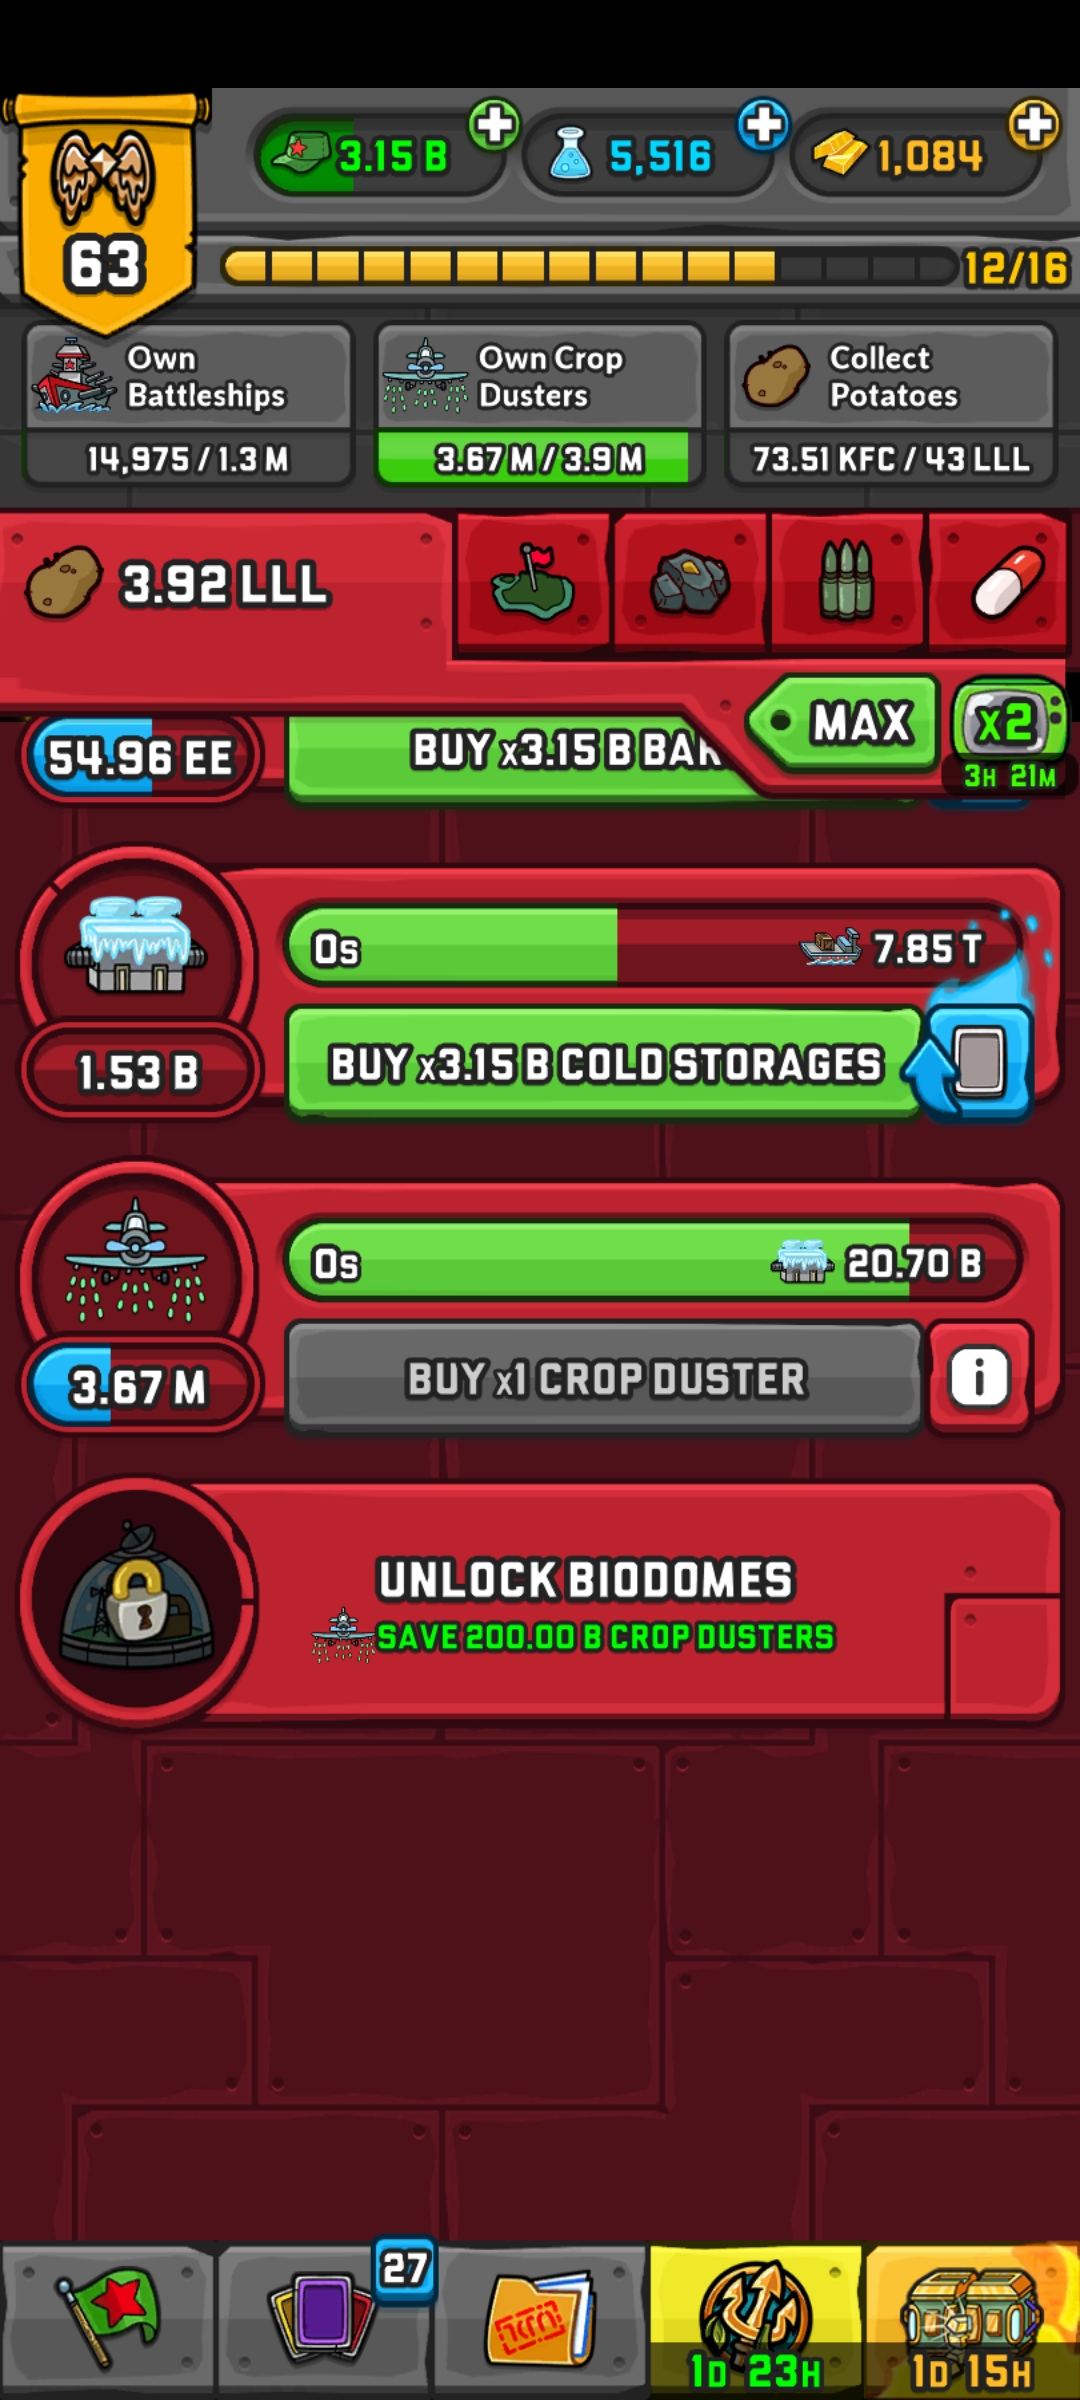 63
3.15 B
5,516
1,084
12/16
Own
Battleships
14,975 / 1.3 M
Own Crop
Dusters
3.67 M / 3.9 M
Collect
Potatoes
73.51 KFC / 43 LLL
3.92 LLL
MAX
X2
3H 21M
54.96 EE
BUY x3.15 B BAR
0s
7.85 T
1.53 B
BUY x3.15 B COLD STORAGES
0s
20.70 B
3.67 M
BUY x1 CROP DUSTER
i
UNLOCK BIODOMES
SAVE 200.00 B CROP DUSTERS
27
1D 23H
1D 15H